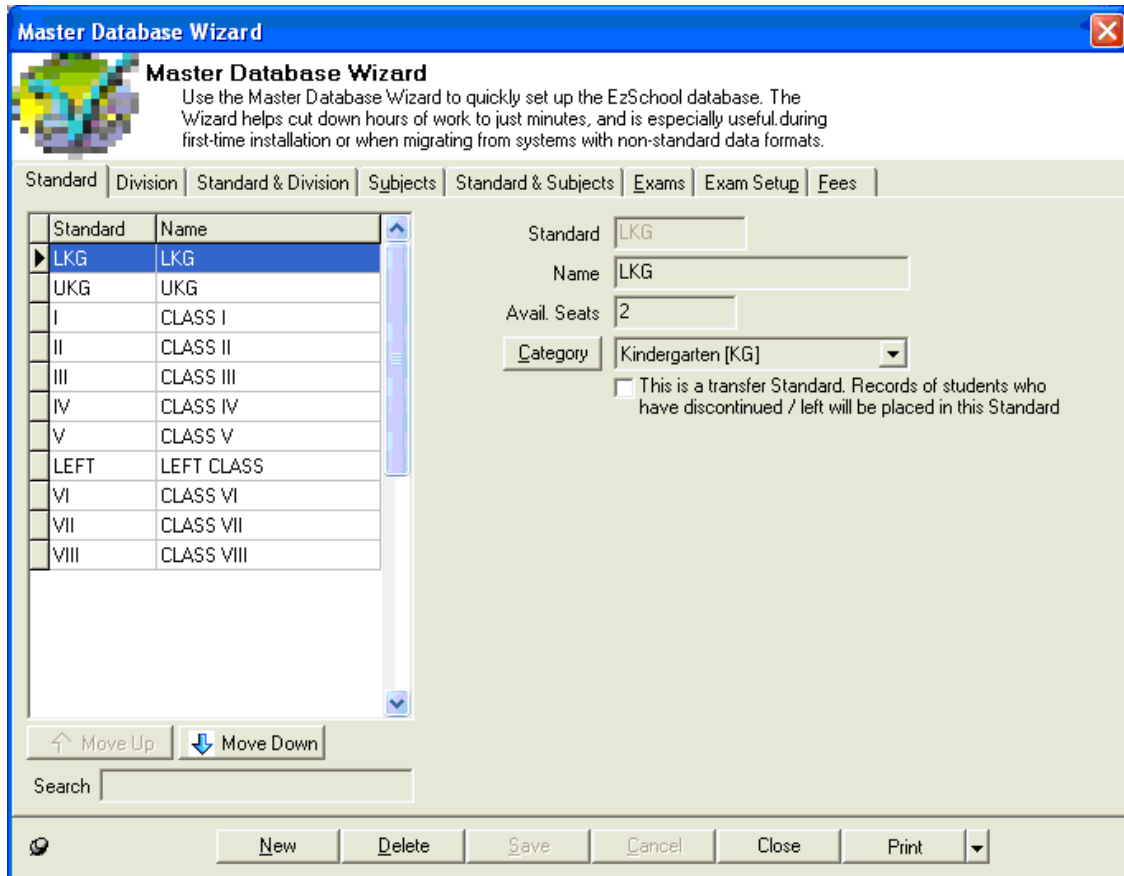 Master Database Wizard
Master Database Wizard
Use the Master Database Wizard to quickly set up the EzSchool database. The
Wizard helps cut down hours of work to just minutes, and is especially useful.during
first-time installation or when migrating from systems with non-standard data formats.
Standard Division Standard & Division Subjects Standard & Subjects Exams Exam Setup Fees
Standard Name
LKG LKG
UKG UKG
I CLASS I
II CLASS II
III CLASS III
IV CLASS IV
V CLASS V
LEFT LEFT CLASS
VI CLASS VI
VII CLASS VII
VIII CLASS VIII
Move Up Move Down
Search
Standard LKG
Name LKG
Avail. Seats 2
Category Kindergarten [KG]
This is a transfer Standard. Records of students who
have discontinued / left will be placed in this Standard
New Delete Save Cancel Close Print